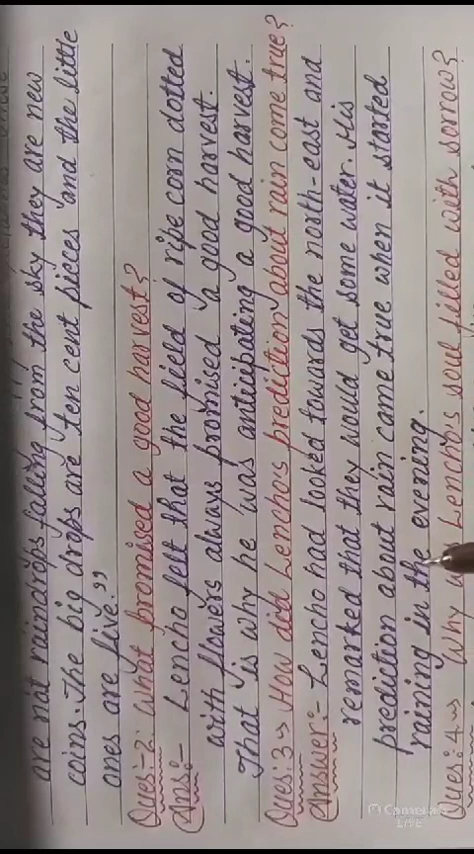 are not raindrops falling from the sky they are new
coins. The big drops are ten cent pieces and the little
ones are five."
Ques:-2: What promised a good harvest?
Ans:- Lencho felt that the field of ripe corn dotted
with flowers always promised a good harvest.
That is why he was anticipating a good harvest.
Ques:3→ How did Lencho's prediction about rain come true?
Answer:- Lencho had looked towards the north-east and
remarked that they would get some water. His
prediction about rain came true when it started
raining in the evening.
Ques:4→ Why Lencho's soul filled with sorrow?
LIVE